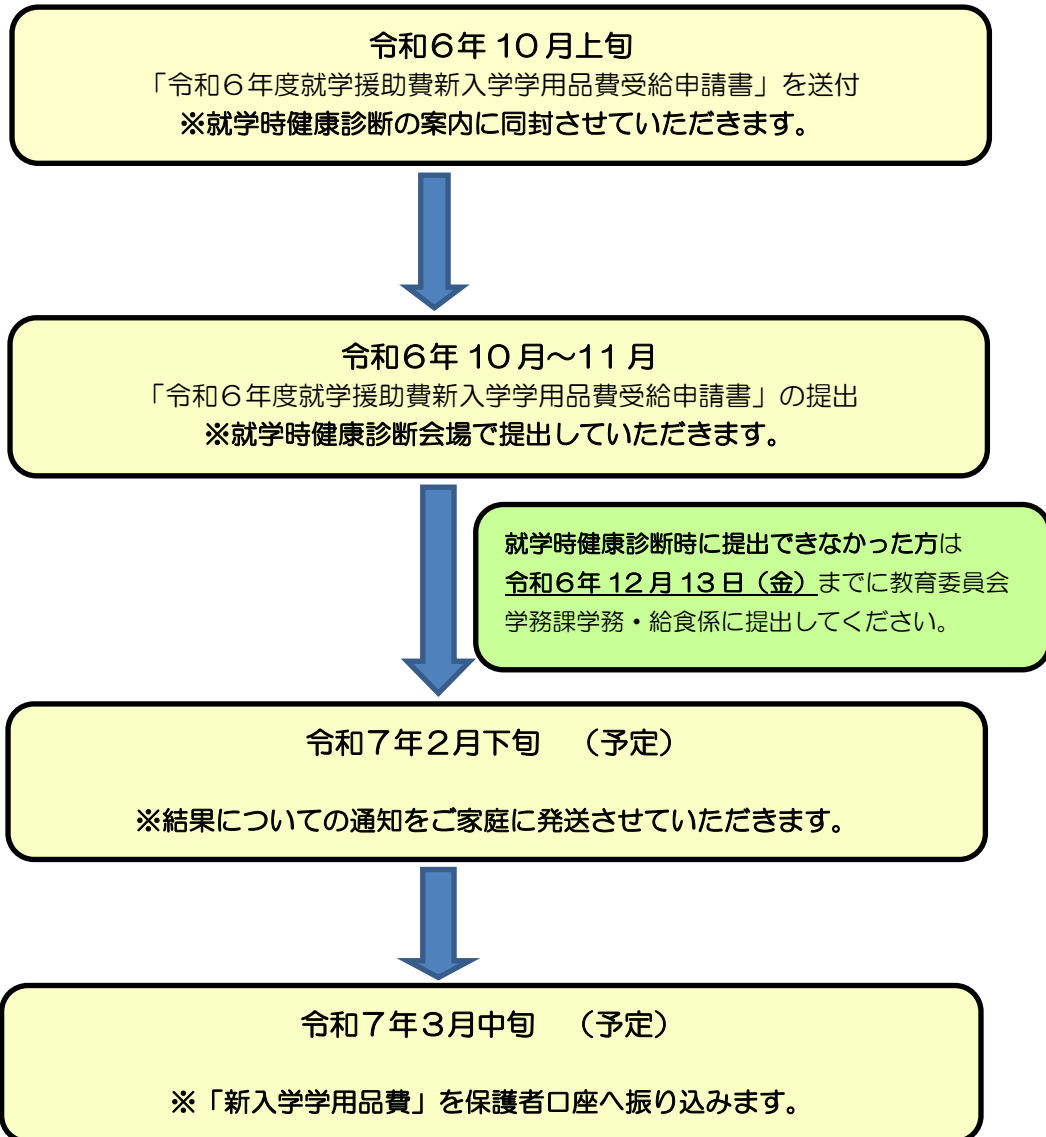 令和６年 10 月上旬
「令和６年度就学援助費新入学学用品費受給申請書」を送付
※就学時健康診断の案内に同封させていただきます。
令和６年 10 月～11 月
「令和６年度就学援助費新入学学用品費受給申請書」の提出
※就学時健康診断会場で提出していただきます。
就学時健康診断時に提出できなかった方は
令和６年 12 月 13 日（金）までに教育委員会
学務課学務・給食係に提出してください。
令和７年２月下旬　（予定）
※結果についての通知をご家庭に発送させていただきます。
令和７年３月中旬　（予定）
※「新入学学用品費」を保護者口座へ振り込みます。